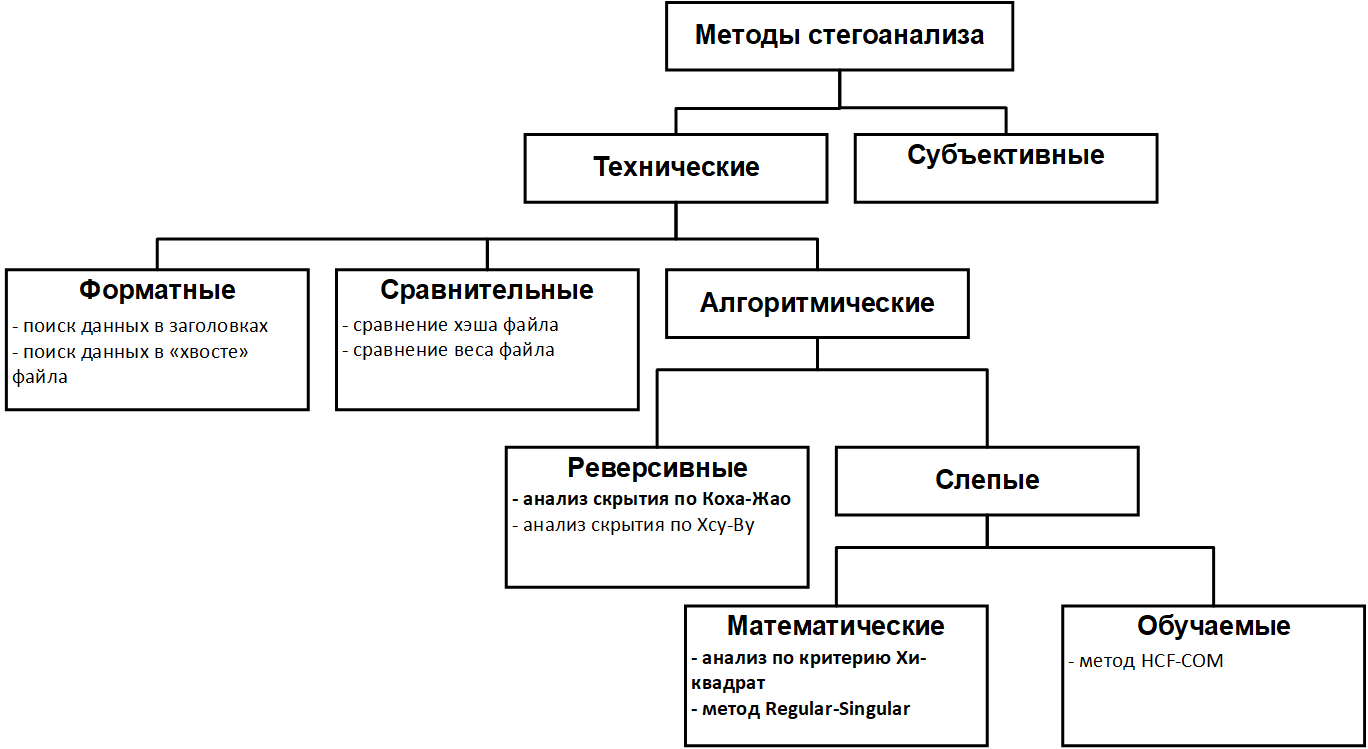 Методы стегоанализа
Технические
Субъективные
Форматные
- поиск данных в заголовках
- поиск данных в «хвосте»
файла
Сравнительные
- сравнение хэша файла
- сравнение веса файла
Алгоритмические
Реверсивные
- анализ скрытия по Коха-Жао
- анализ скрытия по Хсу-Ву
Слепые
Математические
- анализ по критерию Хи-
квадрат
- метод Regular-Singular
Обучаемые
- метод HCF-COM